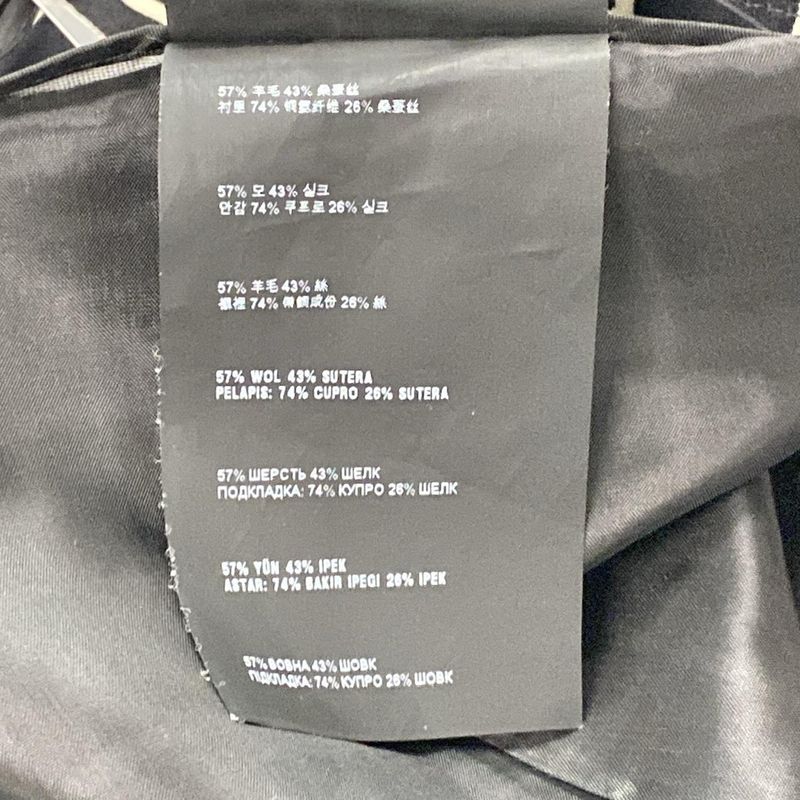 57% 羊毛 43% 桑蚕丝
衬里 74% 铜氨纤维 26% 桑蚕丝
57% 모 43% 실크
안감 74% 쿠프로 26% 실크
57% 羊毛 43% 絲
襯裡 74% 帶銅成份 26% 絲
57% WOL 43% SUTERA
PELAPIS: 74% CUPRO 26% SUTERA
57% ШЕРСТЬ 43% ШЕЛК
ПОДКЛАДКА: 74% КУПРО 26% ШЕЛК
57% YÜN 43% IPEK
ASTAR: 74% BAKIR IPEGI 26% IPEK
57% ВОВНА 43% ШОВК
ПІДКЛАДКА: 74% КУПРО 26% ШОВК